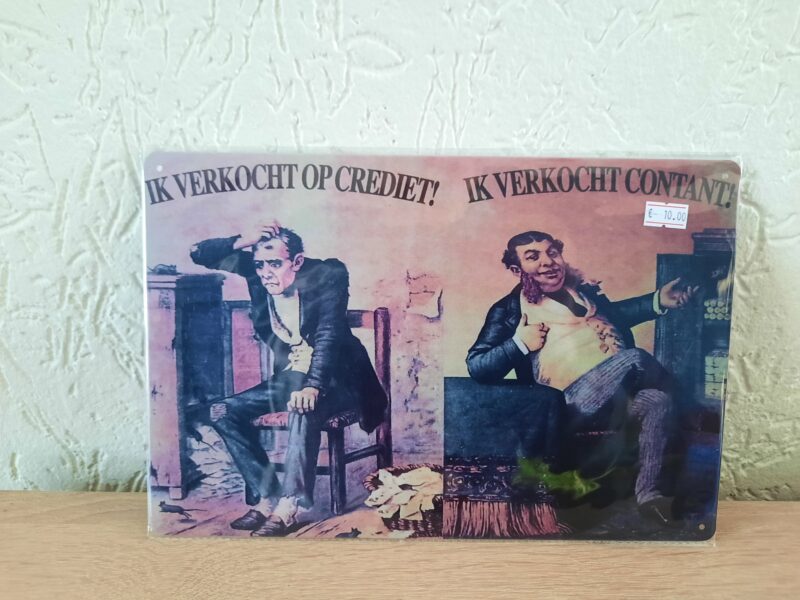 IK VERKOCHT OP CREDIET!
IK VERKOCHT CONTANT!
€- 10.00